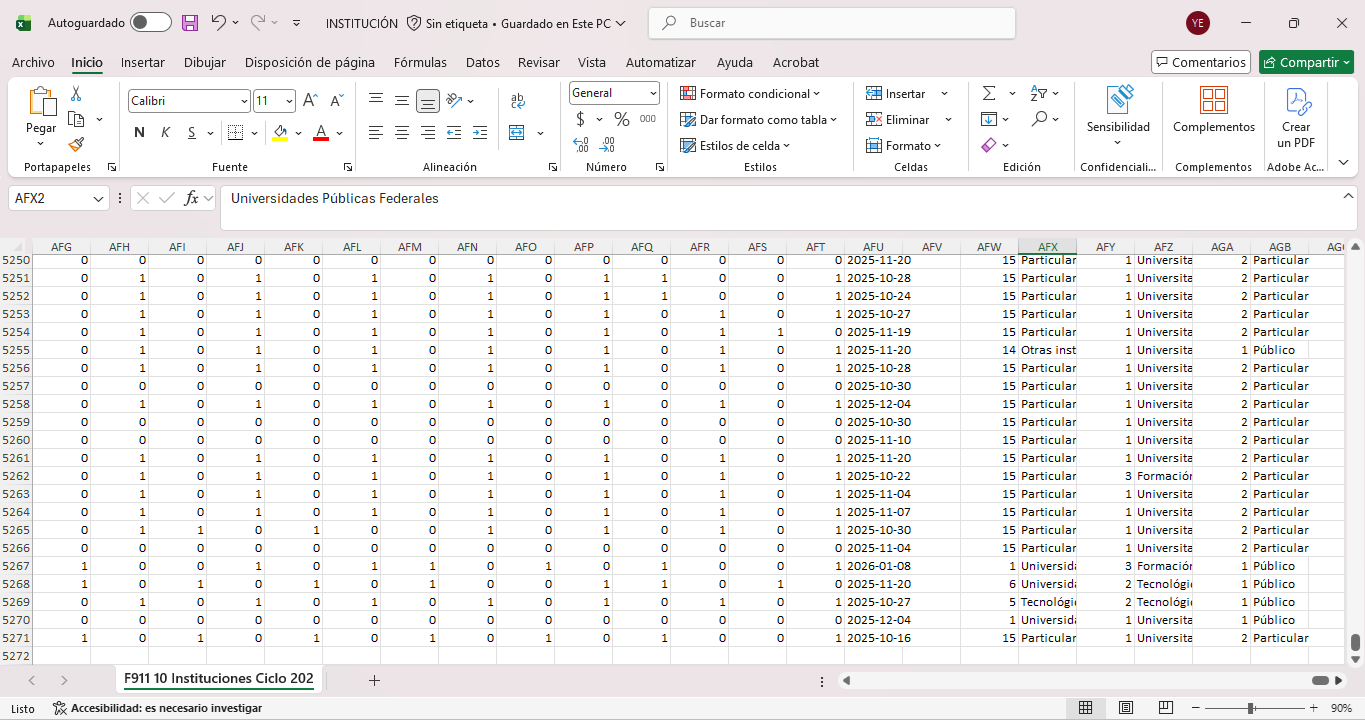 Autoguardado INSTITUCIÓN Sin etiqueta • Guardado en Este PC Buscar YE
Archivo Inicio Insertar Dibujar Disposición de página Fórmulas Datos Revisar Vista Automatizar Ayuda Acrobat Comentarios Compartir
Calibri 11 General Formato condicional Insertar
Pegar Dar formato como tabla Eliminar Sensibilidad Complementos Crear un PDF
N K S A $ % 000 Estilos de celda Formato
Portapapeles Fuente Alineación Número Estilos Celdas Edición Confidenciali... Complementos Adobe Ac...
AFX2 fx Universidades Públicas Federales
AFG AFH AFI AFJ AFK AFL AFM AFN AFO AFP AFQ AFR AFS AFT AFU AFV AFW AFX AFY AFZ AGA AGB AGC
5250 0 0 0 0 0 0 0 0 0 0 0 0 0 0 2025-11-20 15 Particular 1 Universita 2 Particular
5251 0 1 0 1 0 1 0 1 0 1 1 0 0 1 2025-10-28 15 Particular 1 Universita 2 Particular
5252 0 1 0 1 0 1 0 1 0 1 1 0 0 1 2025-10-24 15 Particular 1 Universita 2 Particular
5253 0 1 0 1 0 1 0 1 0 1 0 1 0 1 2025-10-27 15 Particular 1 Universita 2 Particular
5254 0 1 0 1 0 1 0 1 0 1 0 1 1 0 2025-11-19 15 Particular 1 Universita 2 Particular
5255 0 1 0 1 0 1 0 1 0 1 0 1 0 1 2025-11-20 14 Otras inst 1 Universita 1 Público
5256 0 1 0 1 0 1 0 1 0 1 0 1 0 1 2025-10-28 15 Particular 1 Universita 2 Particular
5257 0 0 0 0 0 0 0 0 0 0 0 0 0 0 2025-10-30 15 Particular 1 Universita 2 Particular
5258 0 1 0 1 0 1 0 1 0 1 0 1 0 1 2025-12-04 15 Particular 1 Universita 2 Particular
5259 0 0 0 0 0 0 0 0 0 0 0 0 0 0 2025-10-30 15 Particular 1 Universita 2 Particular
5260 0 0 0 0 0 0 0 0 0 0 0 0 0 0 2025-11-10 15 Particular 1 Universita 2 Particular
5261 0 1 0 1 0 1 0 1 0 1 0 1 0 1 2025-11-20 15 Particular 1 Universita 2 Particular
5262 0 1 0 1 0 1 0 1 0 1 0 1 0 1 2025-10-22 15 Particular 3 Formación 2 Particular
5263 0 1 0 1 0 1 0 1 0 1 0 1 0 1 2025-11-04 15 Particular 1 Universita 2 Particular
5264 0 1 0 1 0 1 0 1 0 1 0 1 0 1 2025-11-07 15 Particular 1 Universita 2 Particular
5265 0 1 1 0 1 0 0 1 0 1 0 1 0 1 2025-10-30 15 Particular 1 Universita 2 Particular
5266 0 0 0 0 0 0 0 0 0 0 0 0 0 0 2025-11-04 15 Particular 1 Universita 2 Particular
5267 1 0 0 1 0 1 1 0 1 0 1 0 0 1 2026-01-08 1 Universida 3 Formación 1 Público
5268 1 0 1 0 1 0 1 0 0 1 1 0 1 0 2025-11-20 6 Universida 2 Tecnológic 1 Público
5269 0 1 0 1 0 1 0 1 0 1 0 1 0 1 2025-10-27 5 Tecnológic 2 Tecnológic 1 Público
5270 0 0 0 0 0 0 0 0 0 0 0 0 0 0 2025-12-04 1 Universida 1 Universita 1 Público
5271 1 0 1 0 1 0 1 0 1 0 1 0 0 1 2025-10-16 15 Particular 1 Universita 2 Particular
5272
F911 10 Instituciones Ciclo 202
Listo Accesibilidad: es necesario investigar 90%